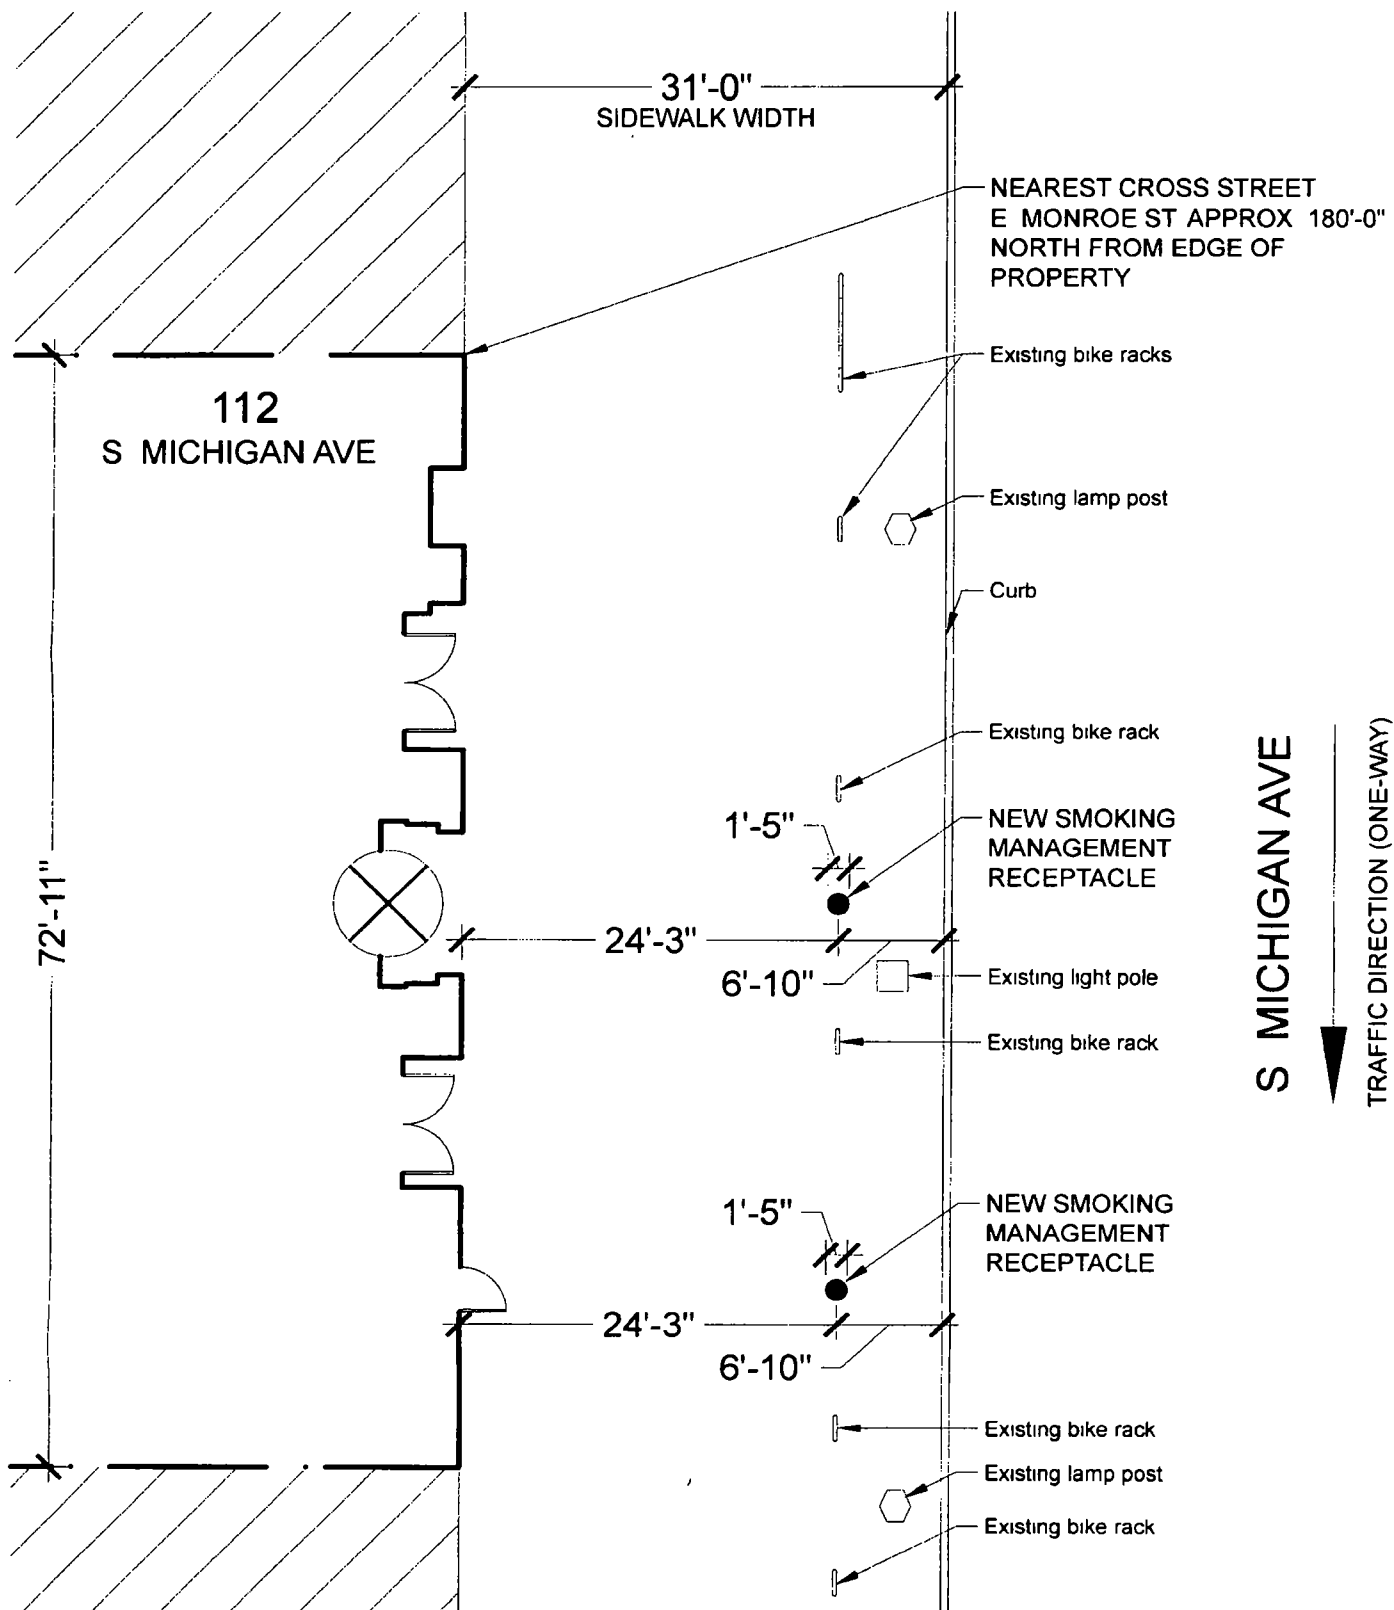 31'-0"
SIDEWALK WIDTH
NEAREST CROSS STREET
E MONROE ST APPROX 180'-0"
NORTH FROM EDGE OF
PROPERTY
Existing bike racks
112
S MICHIGAN AVE
Existing lamp post
Curb
Existing bike rack
1'-5"
NEW SMOKING
MANAGEMENT
RECEPTACLE
72'-11"
24'-3"
6'-10"
Existing light pole
Existing bike rack
S MICHIGAN AVE
TRAFFIC DIRECTION (ONE-WAY)
1'-5"
NEW SMOKING
MANAGEMENT
RECEPTACLE
24'-3"
6'-10"
Existing bike rack
Existing lamp post
Existing bike rack